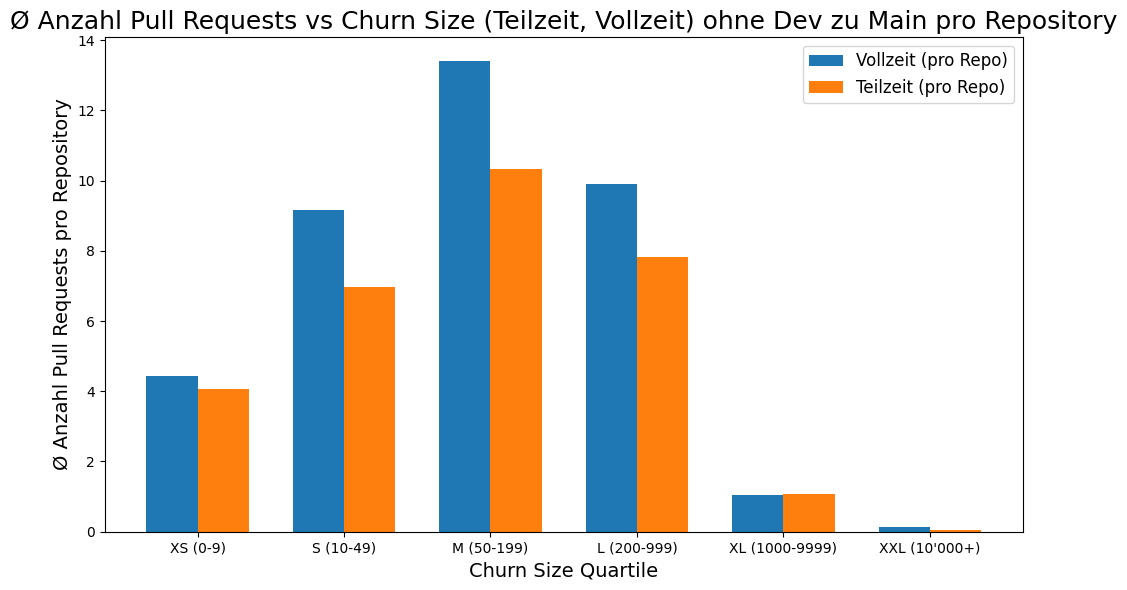 Ø Anzahl Pull Requests vs Churn Size (Teilzeit, Vollzeit) ohne Dev zu Main pro Repository
Vollzeit (pro Repo)
Teilzeit (pro Repo)
Ø Anzahl Pull Requests pro Repository
14
12
10
8
6
4
2
0
XS (0-9)
S (10-49)
M (50-199)
L (200-999)
XL (1000-9999)
XXL (10'000+)
Churn Size Quartile